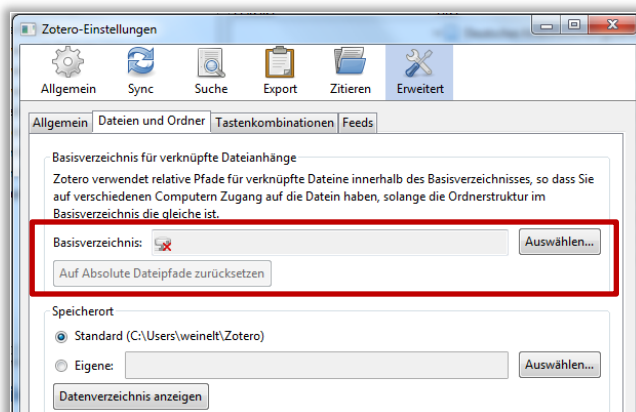 Zotero-Einstellungen
Allgemein Sync Suche Export Zitieren Erweitert
Allgemein Dateien und Ordner Tastenkombinationen Feeds
Basisverzeichnis für verknüpfte Dateianhänge
Zotero verwendet relative Pfade für verknüpfte Dateine innerhalb des Basisverzeichnisses, so dass Sie
auf verschiedenen Computern Zugang auf die Datein haben, solange die Ordnerstruktur im
Basisverzeichnis die gleiche ist.
Basisverzeichnis: Auswählen...
Auf Absolute Dateipfade zurücksetzen
Speicherort
Standard (C:\Users\weinelt\Zotero)
Eigene: Auswählen...
Datenverzeichnis anzeigen